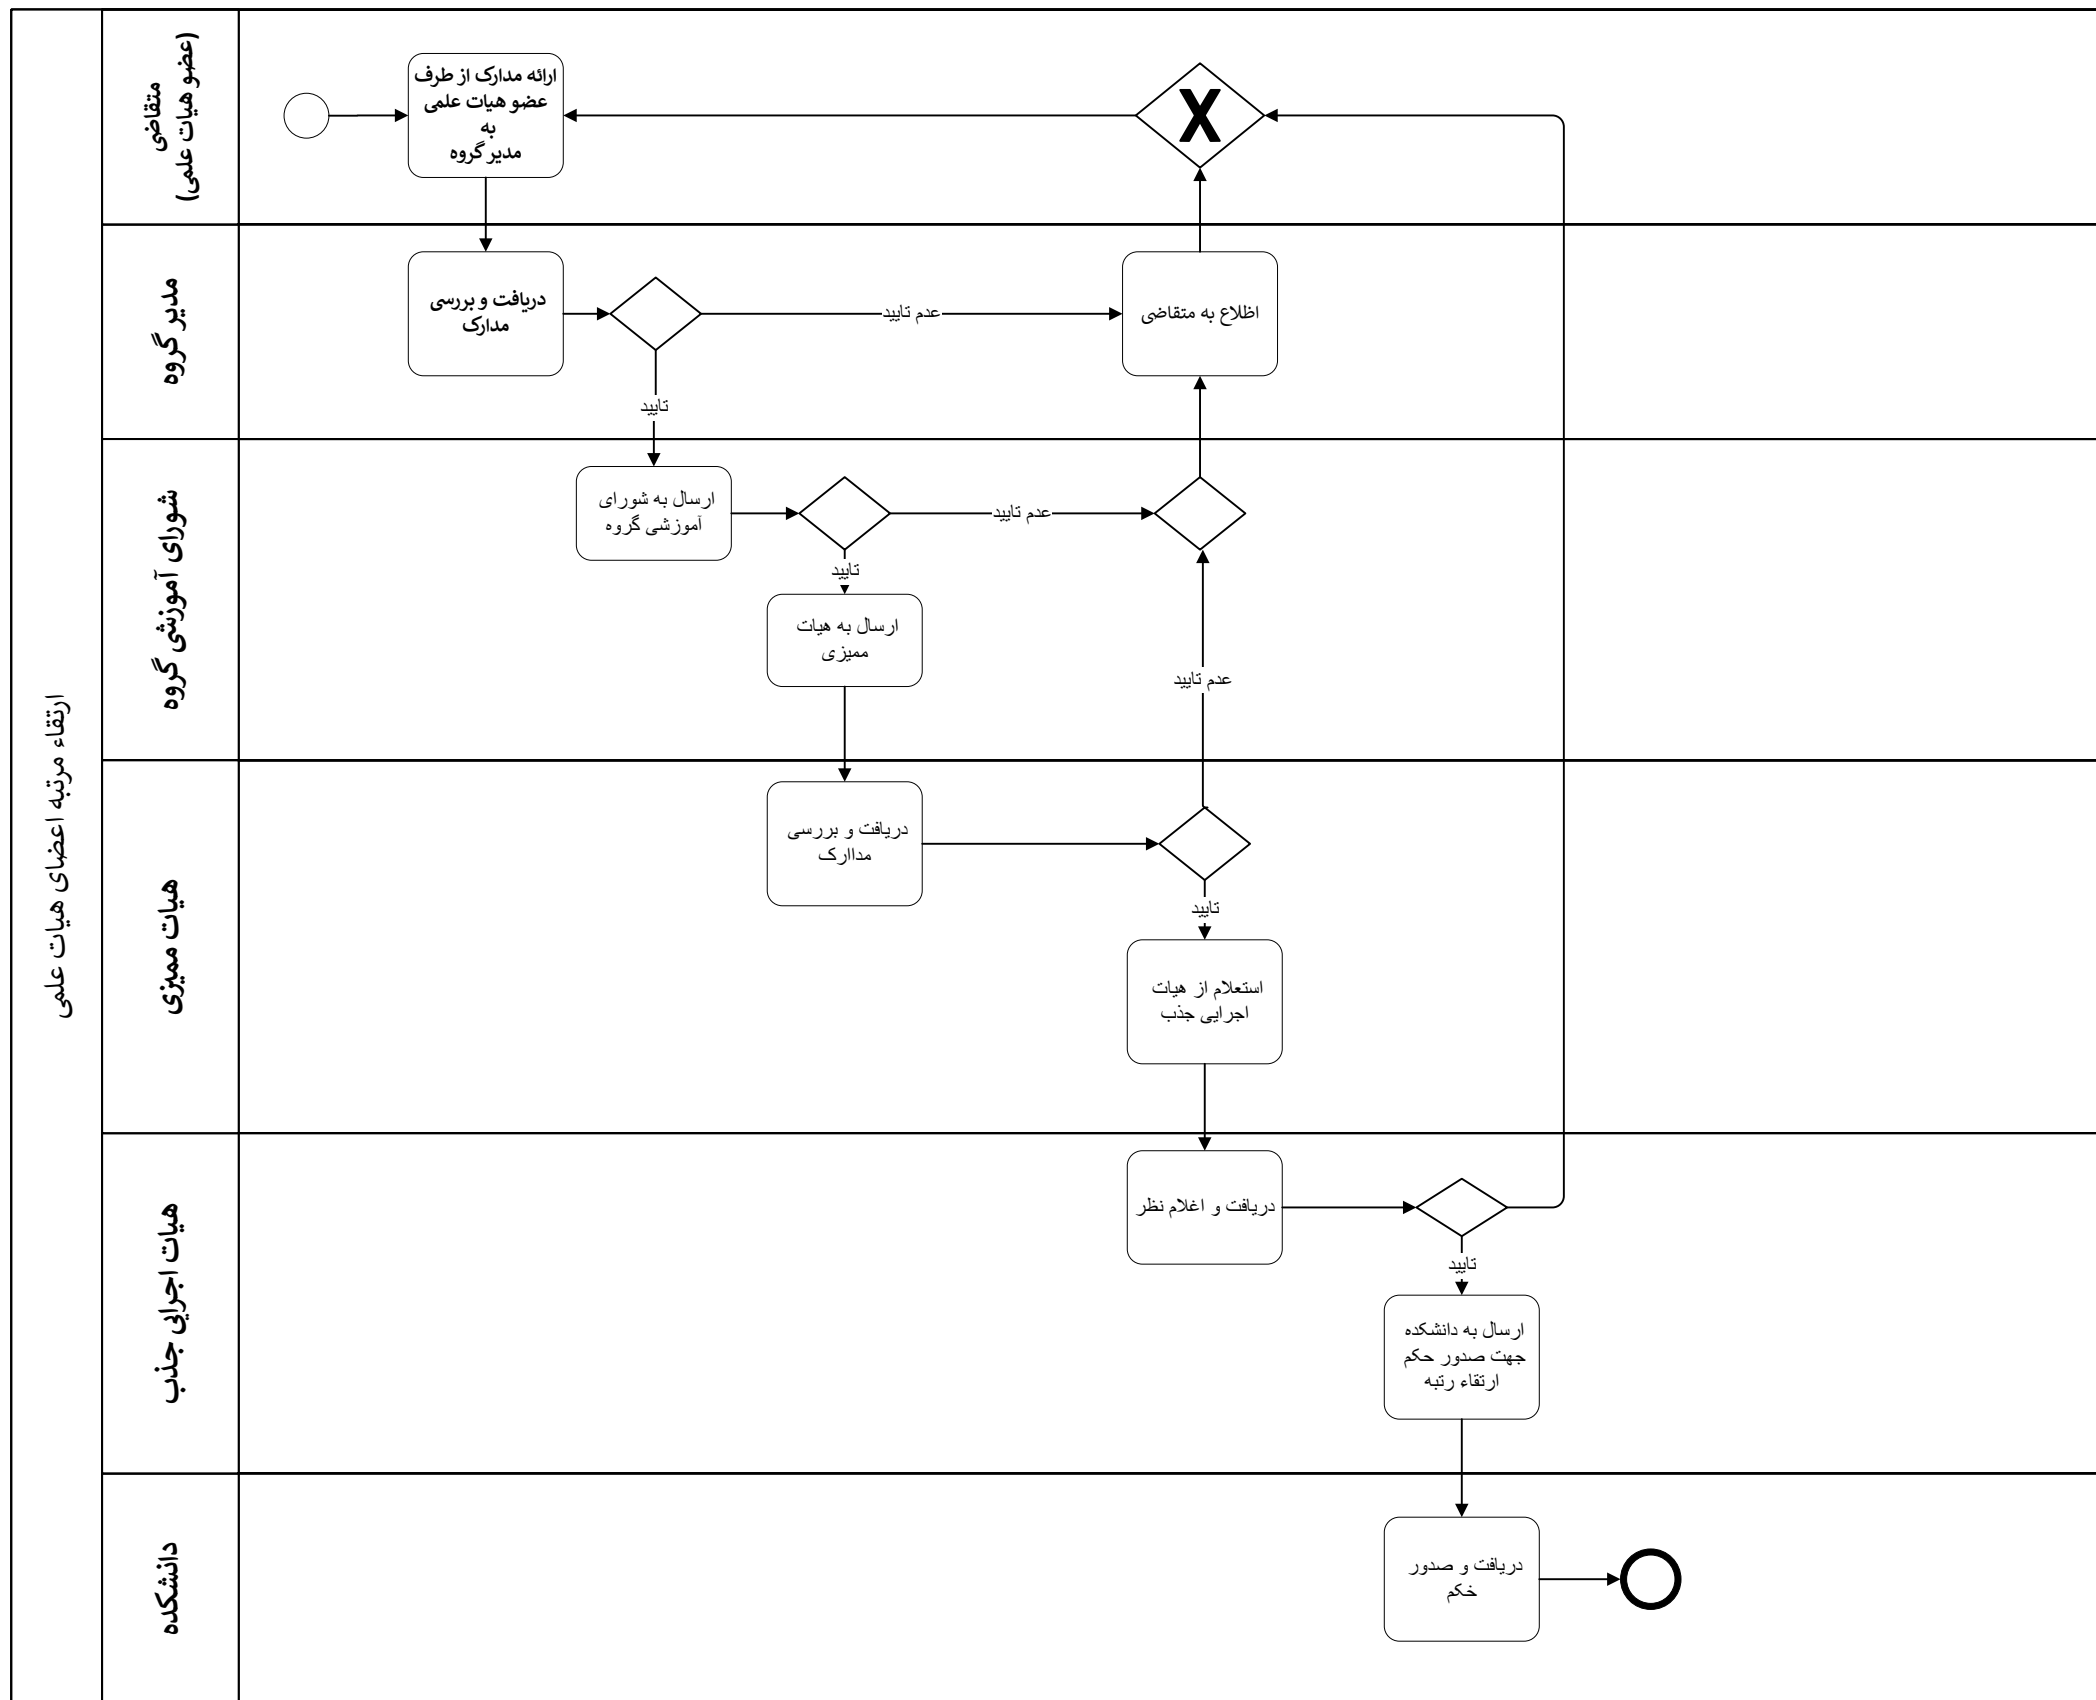 ارتقاء مرتبه اعضای هیات علمی
متقاضی
(عضو هیات علمی)
ارائه مدارک از طرف
عضو هیات علمی
به
مدیر گروه
X
مدیر گروه
دریافت و بررسی
مدارک
عدم تایید
اظلاع به متقاضی
تایید
شورای آموزشی گروه
ارسال به شورای
آموزشی گروه
عدم تایید
تایید
ارسال به هیات
ممیزی
عدم تایید
هیات ممیزی
دریافت و بررسی
مداارک
تایید
استعلام از هیات
اجرایی جذب
هیات اجرایی جذب
دریافت و اغلام نظر
تایید
ارسال به دانشکده
جهت صدور حکم
ارتقاء رتبه
دانشکده
دریافت و صدور
خکم